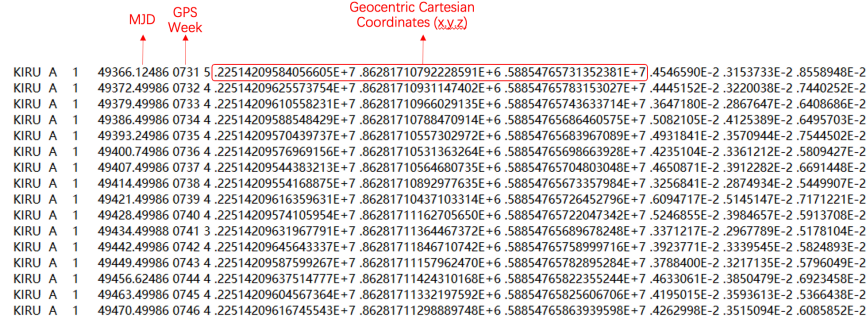 MJD
GPS
Week
Geocentric Cartesian
Coordinates (x,y,z)
KIRU A 1 49366.12486 0731 5 .22514209584056605E+7 .86281710792228591E+6 .58854765731352381E+7 .4546590E-2 .3153733E-2 .8558948E-2
KIRU A 1 49372.49986 0732 4 .22514209625573754E+7 .86281710931147402E+6 .58854765783153027E+7 .4445152E-2 .3220038E-2 .7440252E-2
KIRU A 1 49379.49986 0733 4 .22514209610558231E+7 .86281710966029135E+6 .58854765743633714E+7 .3647180E-2 .2867647E-2 .6408686E-2
KIRU A 1 49386.49986 0734 4 .22514209588548429E+7 .86281710788470914E+6 .58854765686460575E+7 .5082105E-2 .4125389E-2 .6495703E-2
KIRU A 1 49393.24986 0735 4 .22514209570439737E+7 .86281710557302972E+6 .58854765683967089E+7 .4931841E-2 .3570944E-2 .7544502E-2
KIRU A 1 49400.74986 0736 4 .22514209576969156E+7 .86281710531363264E+6 .58854765698663928E+7 .4235104E-2 .3361212E-2 .5809427E-2
KIRU A 1 49407.49986 0737 4 .22514209544383213E+7 .86281710564680735E+6 .58854765704803048E+7 .4650871E-2 .3912282E-2 .6691448E-2
KIRU A 1 49414.49986 0738 4 .22514209554168875E+7 .86281710892977635E+6 .58854765673357984E+7 .3256841E-2 .2874934E-2 .5449907E-2
KIRU A 1 49421.49986 0739 4 .22514209616359631E+7 .86281710437103314E+6 .58854765726452796E+7 .6094717E-2 .5145147E-2 .7171221E-2
KIRU A 1 49428.49986 0740 4 .22514209574105954E+7 .86281711162705650E+6 .58854765722047342E+7 .5246855E-2 .3984657E-2 .5913708E-2
KIRU A 1 49434.49988 0741 3 .22514209631967791E+7 .86281711364467372E+6 .58854765689678248E+7 .3371217E-2 .2967789E-2 .5178104E-2
KIRU A 1 49442.49986 0742 4 .22514209645643337E+7 .86281711846710742E+6 .58854765758999716E+7 .3923771E-2 .3339545E-2 .5824893E-2
KIRU A 1 49449.49986 0743 4 .22514209587599267E+7 .86281711157962470E+6 .58854765782895284E+7 .3788400E-2 .3217135E-2 .5796049E-2
KIRU A 1 49456.62486 0744 4 .22514209637514777E+7 .86281711424310168E+6 .58854765822355244E+7 .4633061E-2 .3850479E-2 .6923458E-2
KIRU A 1 49463.49986 0745 4 .22514209604567364E+7 .86281711332197592E+6 .58854765825606706E+7 .4195015E-2 .3593613E-2 .5366438E-2
KIRU A 1 49470.49986 0746 4 .22514209616745543E+7 .86281711298889748E+6 .58854765863939598E+7 .4262998E-2 .3515094E-2 .6085852E-2